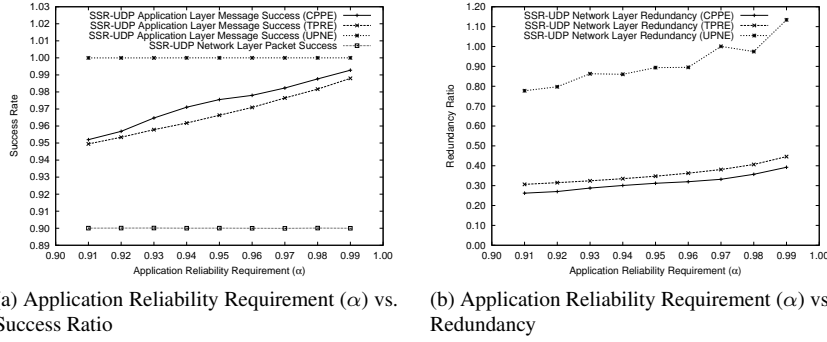 1.03
1.02
1.01
1.00
0.99
0.98
0.97
0.96
0.95
0.94
0.93
0.92
0.91
0.90
0.89
Success Rate
SSR-UDP Application Layer Message Success (CPPE)
SSR-UDP Application Layer Message Success (TPRE)
SSR-UDP Application Layer Message Success (UPNE)
SSR-UDP Network Layer Packet Success
0.90 0.91 0.92 0.93 0.94 0.95 0.96 0.97 0.98 0.99 1.00
Application Reliability Requirement (α)
(a) Application Reliability Requirement (α) vs.
Success Ratio
1.20
1.10
1.00
0.90
0.80
0.70
0.60
0.50
0.40
0.30
0.20
0.10
0.00
Redundancy Ratio
SSR-UDP Network Layer Redundancy (CPPE)
SSR-UDP Network Layer Redundancy (TPRE)
SSR-UDP Network Layer Redundancy (UPNE)
0.90 0.91 0.92 0.93 0.94 0.95 0.96 0.97 0.98 0.99 1.00
Application Reliability Requirement (α)
(b) Application Reliability Requirement (α) vs
Redundancy